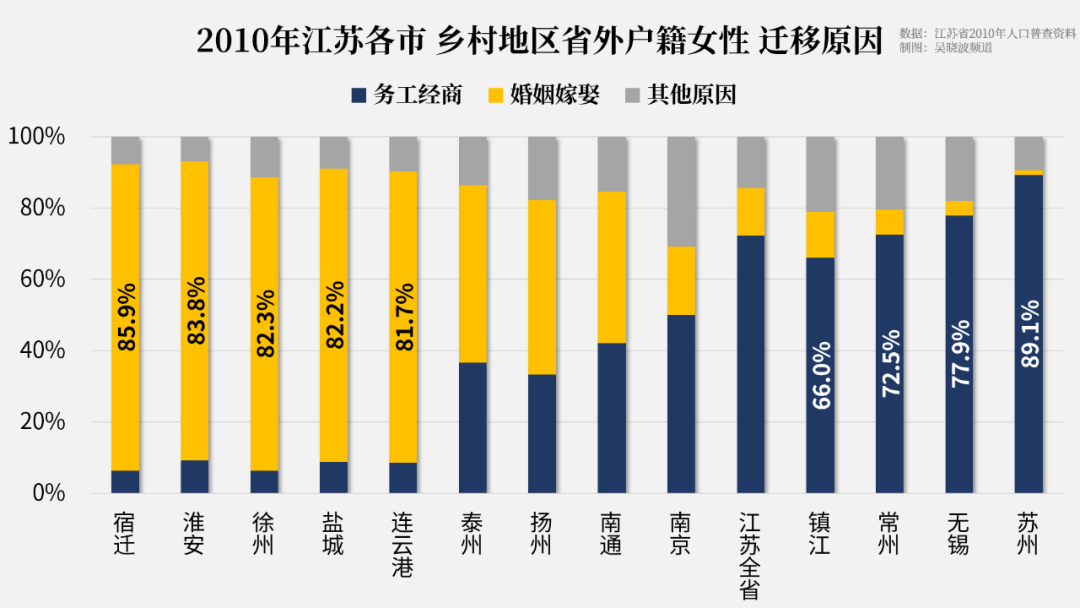 2010年江苏各市 乡村地区省外户籍女性 迁移原因
数据：江苏省2010年人口普查资料
制图：吴晓波频道
务工经商
婚姻嫁娶
其他原因
100%
80%
60%
40%
20%
0%
85.9%
83.8%
82.3%
82.2%
81.7%
66.0%
72.5%
77.9%
89.1%
宿迁
淮安
徐州
盐城
连云港
泰州
扬州
南通
南京
江苏全省
镇江
常州
无锡
苏州